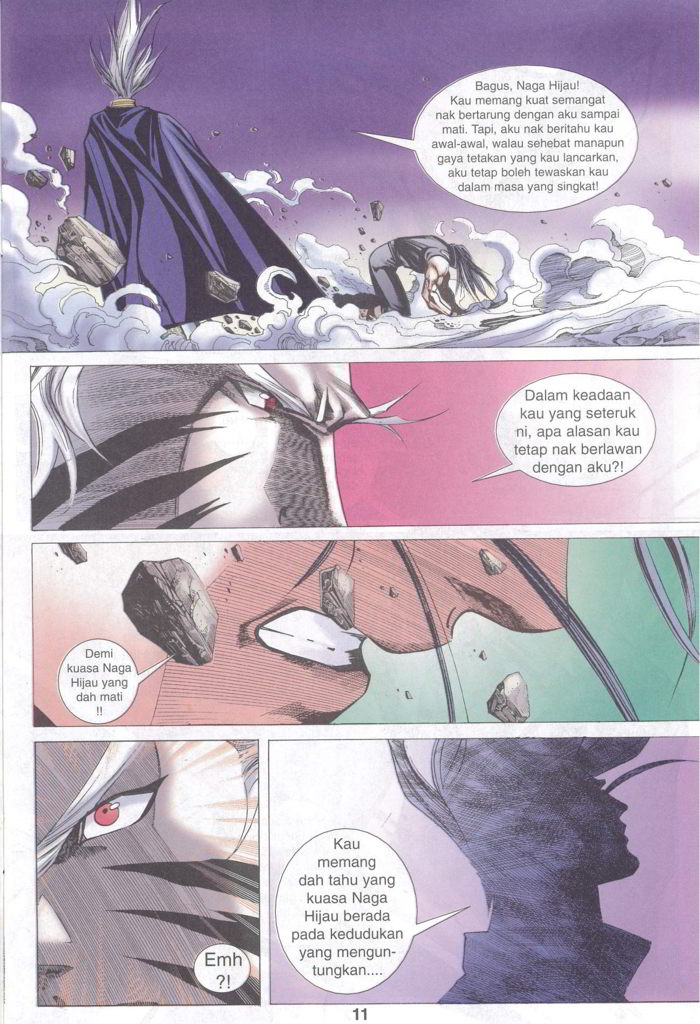 Bagus, Naga Hijau!
Kau memang kuat semangat
nak bertarung dengan aku sampai
mati. Tapi, aku nak beritahu kau
awal-awal, walau sehebat manapun
gaya tetakan yang kau lancarkan,
aku tetap boleh tewaskan kau
dalam masa yang singkat!
Dalam keadaan
kau yang seteruk
ni, apa alasan kau
tetap nak berlawan
dengan aku?!
Demi
kuasa Naga
Hijau yang
dah mati
!!
Emh
?!
Kau
memang
dah tahu yang
kuasa Naga
Hijau berada
pada kedudukan
yang mengun-
tungkan....
11